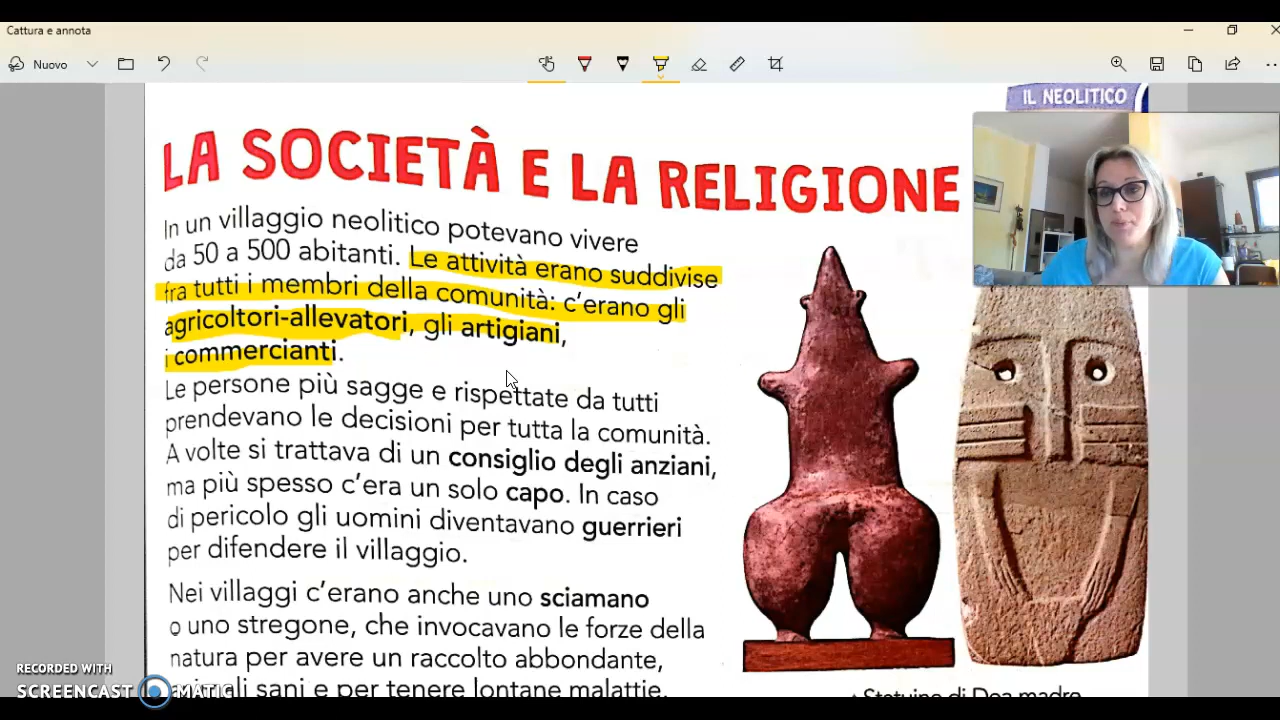 Cattura e annota
Nuovo
IL NEOLITICO
LA SOCIETÀ E LA RELIGIONE
In un villaggio neolitico potevano vivere
da 50 a 500 abitanti. Le attività erano suddivise
fra tutti i membri della comunità: c'erano gli
agricoltori-allevatori, gli artigiani,
i commercianti.
Le persone più sagge e rispettate da tutti
prendevano le decisioni per tutta la comunità.
A volte si trattava di un consiglio degli anziani,
ma più spesso c'era un solo capo. In caso
di pericolo gli uomini diventavano guerrieri
per difendere il villaggio.
Nei villaggi c'erano anche uno sciamano
o uno stregone, che invocavano le forze della
natura per avere un raccolto abbondante,
sani e per tenere lontane malattie.
Statuina di Dea madre
RECORDED WITH
SCREENCAST MATIC